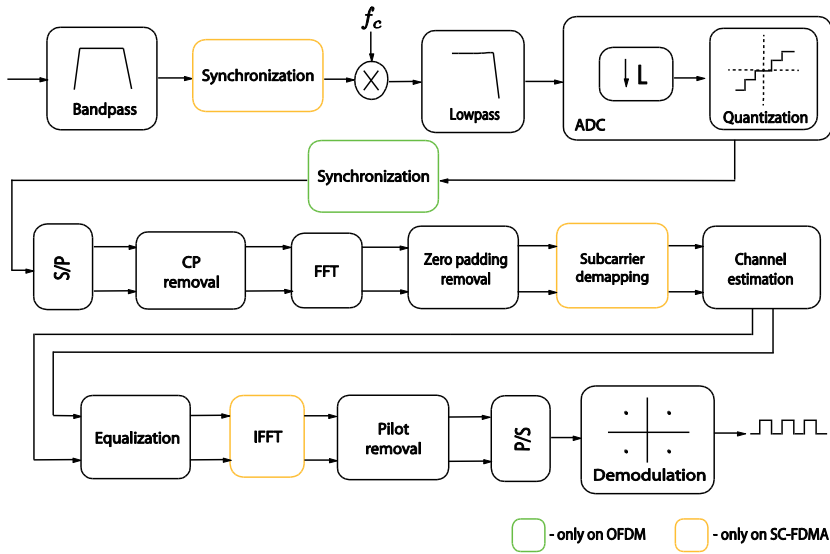 f_c
Bandpass
Synchronization
Lowpass
↓L
ADC
Quantization
Synchronization
S/P
CP
removal
FFT
Zero padding
removal
Subcarrier
demapping
Channel
estimation
Equalization
IFFT
Pilot
removal
P/S
Demodulation
- only on OFDM
- only on SC-FDMA